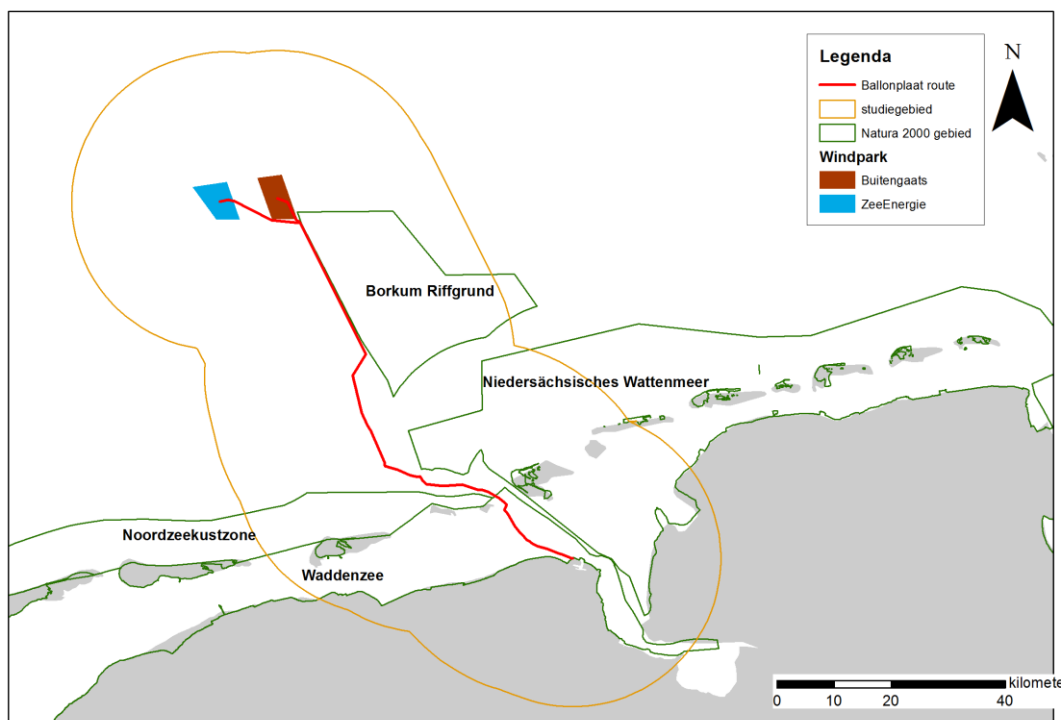 Legenda
Ballonplaat route
studiegebied
Natura 2000 gebied
Windpark
Buitengaats
ZeeEnergie
N
Borkum Riffgrund
Niedersächsisches Wattenmeer
Noordzeekustzone
Waddenzee
kilomete
0 10 20 40